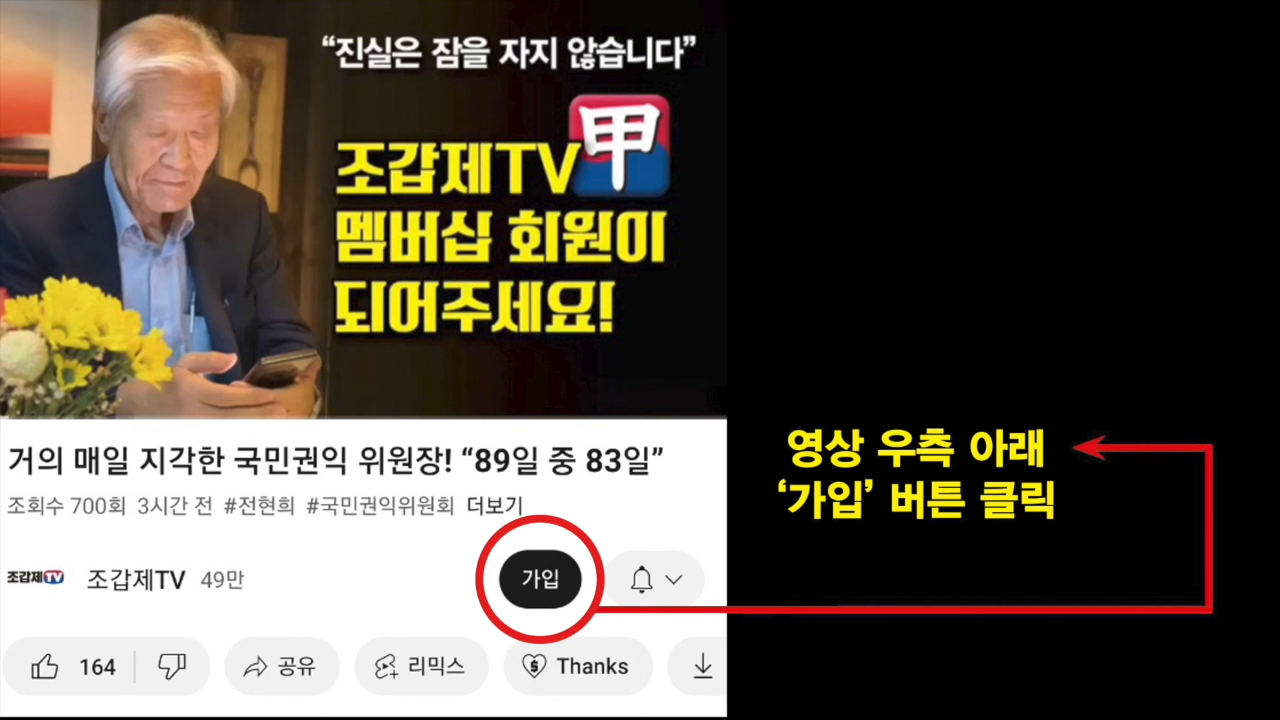 “진실은 잠을 자지 않습니다”
甲
조갑제TV
멤버십 회원이
되어주세요!
거의 매일 지각한 국민권익 위원장! “89일 중 83일”
조회수 700회 3시간 전 #전현희 #국민권익위원회 더보기
조갑제TV 조갑제TV 49만 가입
164 공유 리믹스 Thanks
영상 우측 아래
‘가입’ 버튼 클릭